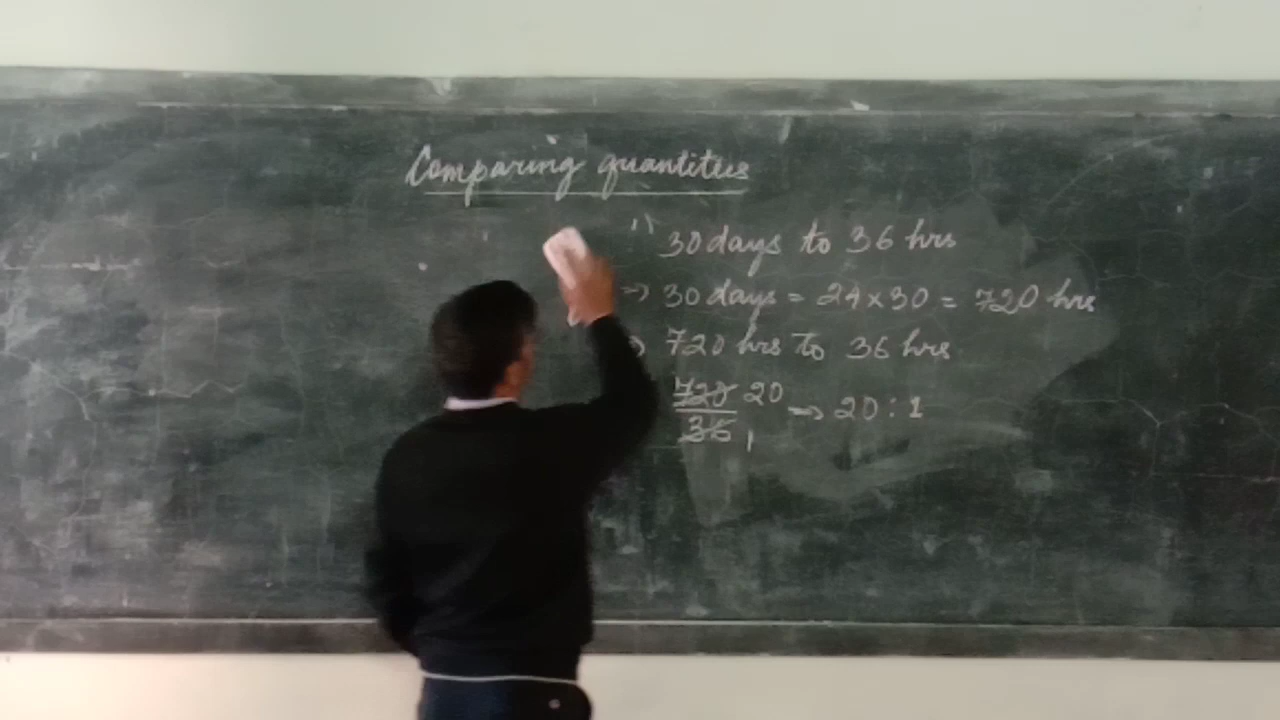 Comparing quantities
1) 30 days to 36 hrs
=> 30 days = 24 x 30 = 720 hrs
=> 720 hrs to 36 hrs
720 20 => 20 : 1
36 1